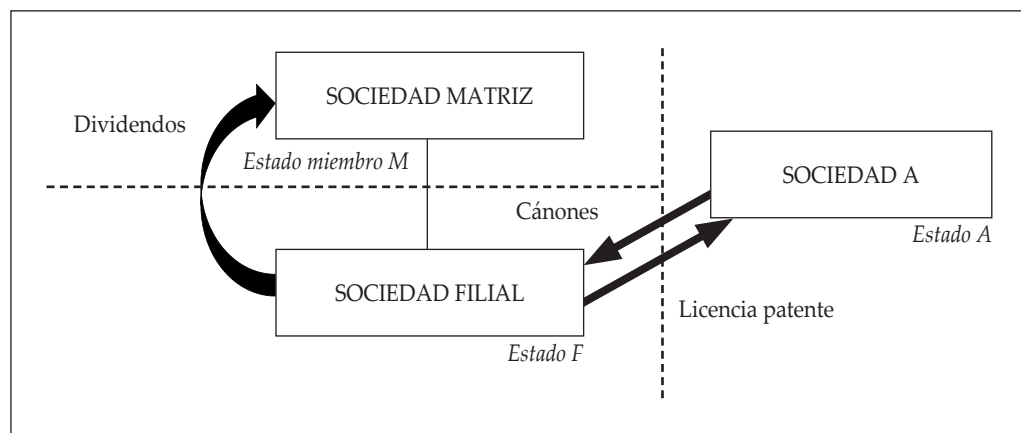 SOCIEDAD MATRIZ
Dividendos
Estado miembro M
SOCIEDAD A
Cánones
Estado A
SOCIEDAD FILIAL
Licencia patente
Estado F